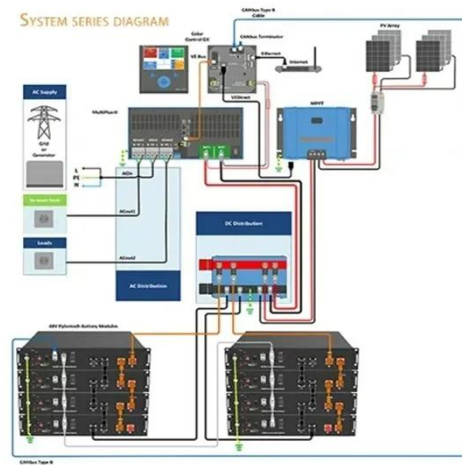 SYSTEM SERIES DIAGRAM
CANbus Type B
Cable
Color
Control GX
CANbus Terminator
PV Array
VE.Bus
Ethernet
Internet
AC Supply
Grid
or
Generator
MultiPlus-II
VE.Direct
MPPT
L
PE
N
ACin
ACout1
Loads
ACout2
AC Distribution
DC Distribution
48V Pylontech Battery Modules
CANbus Type B